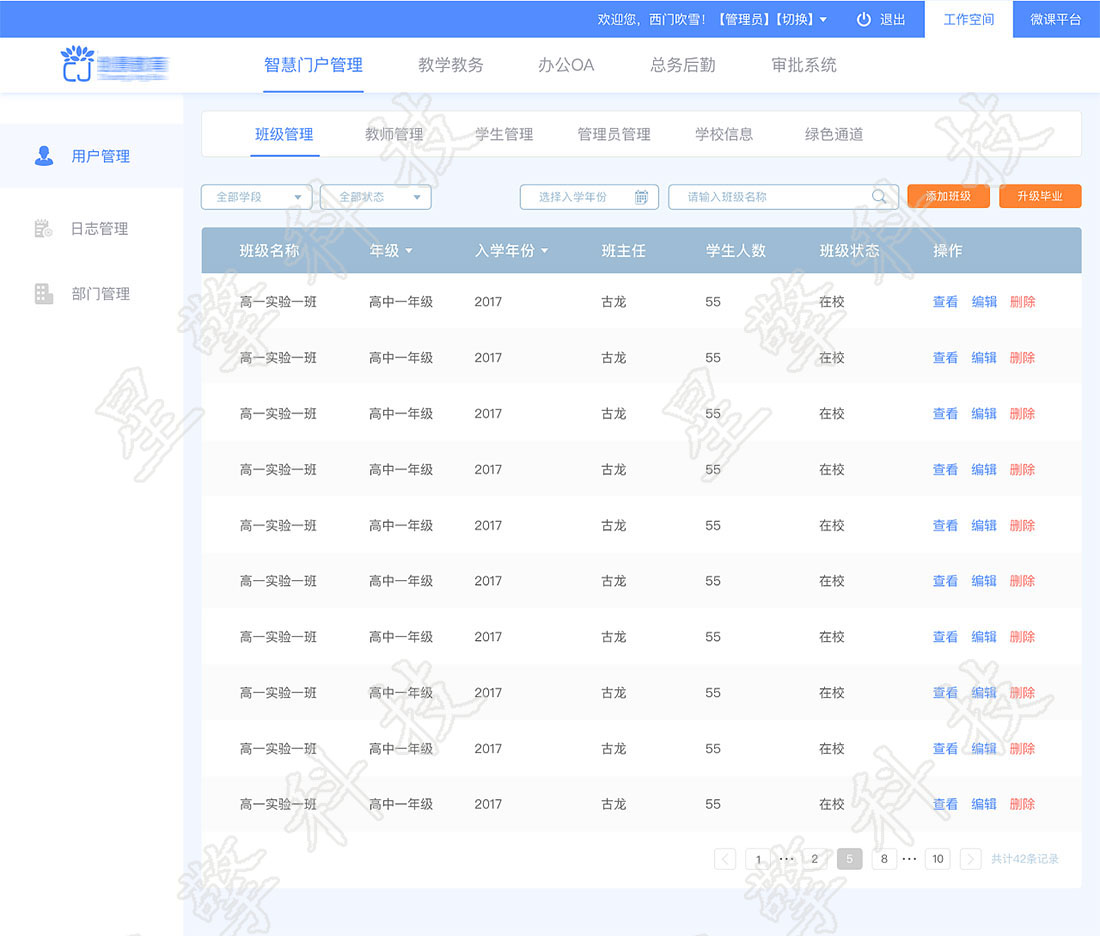 欢迎您，西门吹雪！【管理员】【切换】 退出 工作空间 微课平台
CJ 智慧门户管理 教学教务 办公OA 总务后勤 审批系统
班级管理 教师管理 学生管理 管理员管理 学校信息 绿色通道
用户管理
日志管理
部门管理
全部学段 全部状态 选择入学年份 请输入班级名称 添加班级 升级毕业
班级名称 年级 入学年份 班主任 学生人数 班级状态 操作
高一实验一班 高中一年级 2017 古龙 55 在校 查看 编辑 删除
高一实验一班 高中一年级 2017 古龙 55 在校 查看 编辑 删除
高一实验一班 高中一年级 2017 古龙 55 在校 查看 编辑 删除
高一实验一班 高中一年级 2017 古龙 55 在校 查看 编辑 删除
高一实验一班 高中一年级 2017 古龙 55 在校 查看 编辑 删除
高一实验一班 高中一年级 2017 古龙 55 在校 查看 编辑 删除
高一实验一班 高中一年级 2017 古龙 55 在校 查看 编辑 删除
高一实验一班 高中一年级 2017 古龙 55 在校 查看 编辑 删除
高一实验一班 高中一年级 2017 古龙 55 在校 查看 编辑 删除
高一实验一班 高中一年级 2017 古龙 55 在校 查看 编辑 删除
< 1 ··· 2 5 8 ··· 10 > 共计42条记录
星擎科技
星擎科技